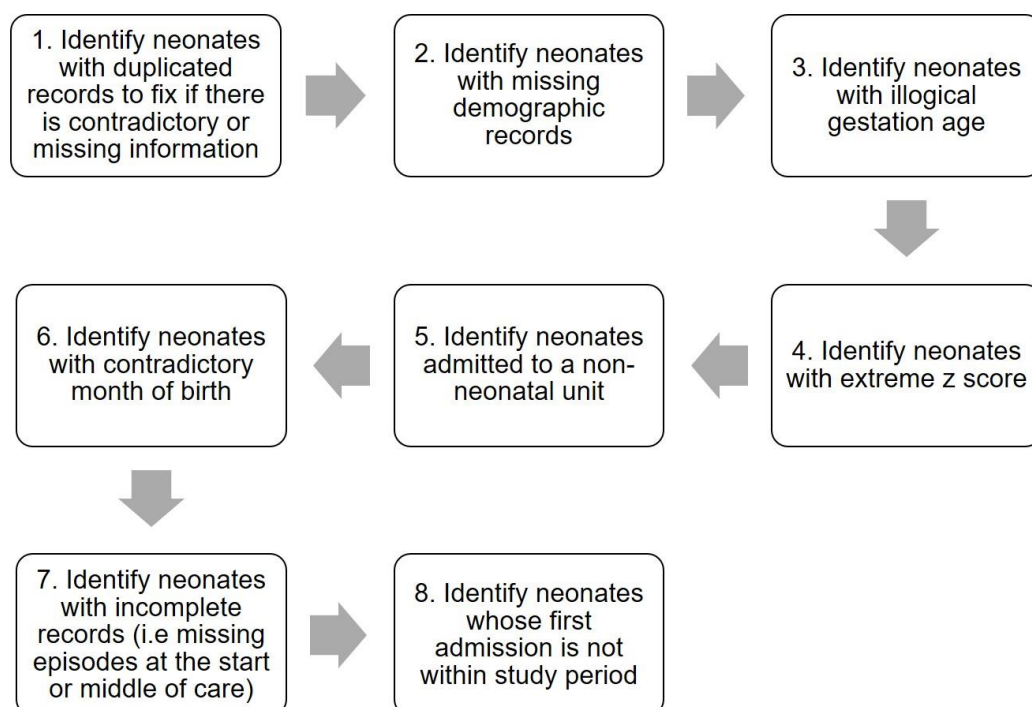 1. Identify neonates
with duplicated
records to fix if there
is contradictory or
missing information
2. Identify neonates
with missing
demographic
records
3. Identify neonates
with illogical
gestation age
4. Identify neonates
with extreme z score
5. Identify neonates
admitted to a non-
neonatal unit
6. Identify neonates
with contradictory
month of birth
7. Identify neonates
with incomplete
records (i.e missing
episodes at the start
or middle of care)
8. Identify neonates
whose first
admission is not
within study period